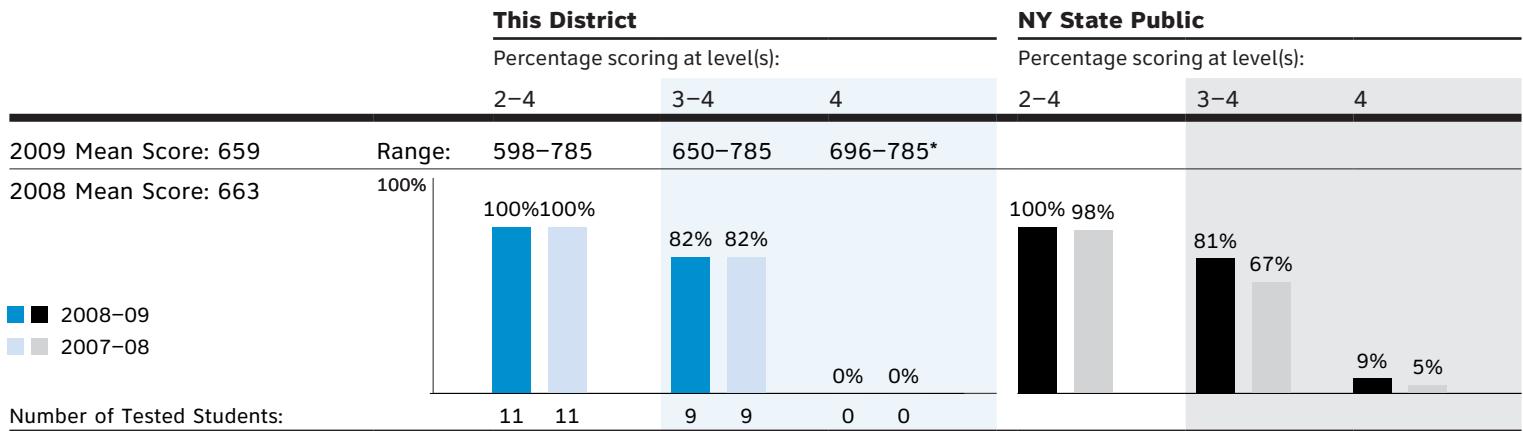 This District NY State Public
Percentage scoring at level(s): Percentage scoring at level(s):
2–4 3–4 4 2–4 3–4 4
2009 Mean Score: 659 Range: 598–785 650–785 696–785*
2008 Mean Score: 663 100%
100% 100% 82% 82% 0% 0% 100% 98% 81% 67% 9% 5%
2008–09
2007–08
Number of Tested Students: 11 11 9 9 0 0